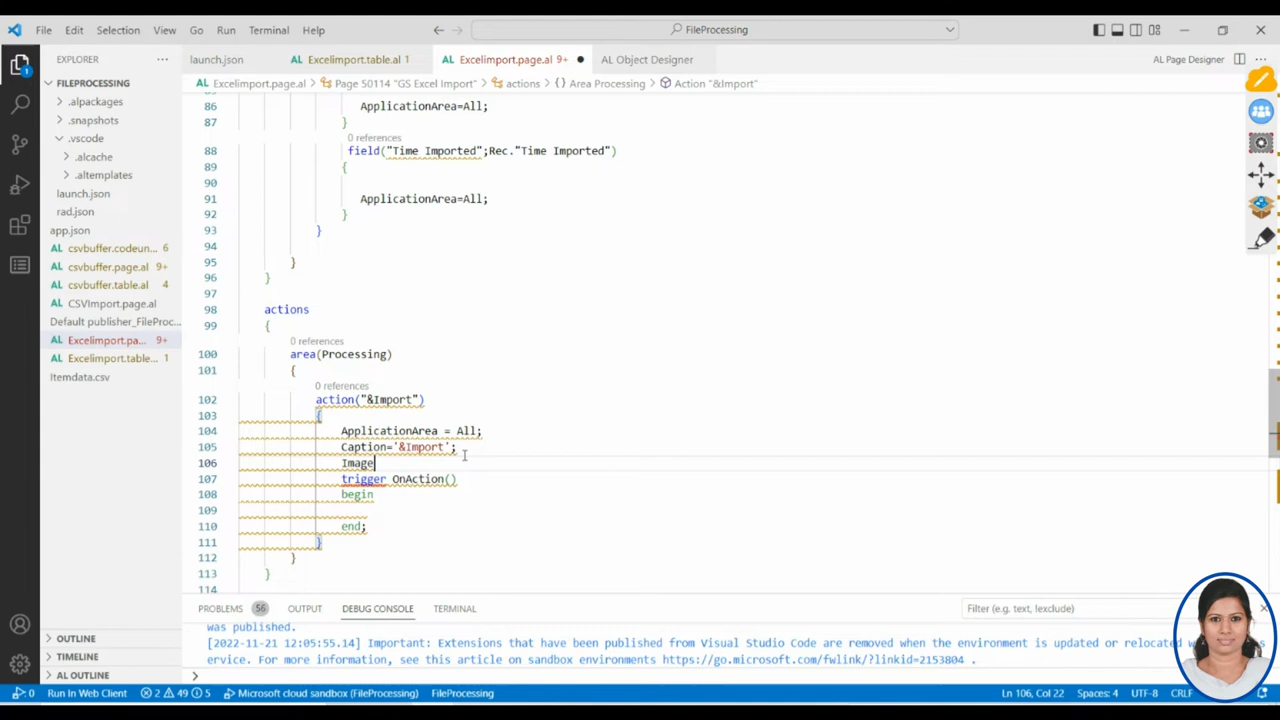 File Edit Selection View Go Run Terminal Help
FileProcessing
EXPLORER
launch.json
AL Excelimport.table.al 1
AL Excelimport.page.al 9+
AL Object Designer
AL Page Designer
AL Excelimport.page.al > Page 50114 "GS Excel Import" > actions > Area Processing > Action "&Import"
FILEPROCESSING
.alpackages
.snapshots
.vscode
.alcache
.altemplates
launch.json
rad.json
app.json
AL csvbuffer.codeun... 6
AL csvbuffer.page.al 9+
AL csvbuffer.table.al 4
AL CSVImport.page.al
Default publisher_FileProc...
AL Excelimport.pa... 9+
AL Excelimport.table... 1
Itemdata.csv
OUTLINE
TIMELINE
AL OUTLINE
86 ApplicationArea=All;
87 }
0 references
88 field("Time Imported";Rec."Time Imported")
89 {
90
91 ApplicationArea=All;
92 }
93 }
94
95 }
96 }
97
98 actions
99 {
0 references
100 area(Processing)
101 {
0 references
102 action("&Import")
103 {
104 ApplicationArea = All;
105 Caption='&Import';
106 Image
107 trigger OnAction()
108 begin
109
110 end;
111 }
112 }
113 }
114
PROBLEMS 56 OUTPUT DEBUG CONSOLE TERMINAL
Filter (e.g. text, !exclude)
was published.
[2022-11-21 12:05:55.14] Important: Extensions that have been published from Visual Studio Code are removed when the environment is updated or relocated
ervice. For more information, see this article on sandbox environments https://go.microsoft.com/fwlink/?linkid=2153804 .
>
0 Run In Web Client 2 49 5 Microsoft cloud sandbox (FileProcessing) FileProcessing
Ln 106, Col 22 Spaces: 4 UTF-8 CRLF